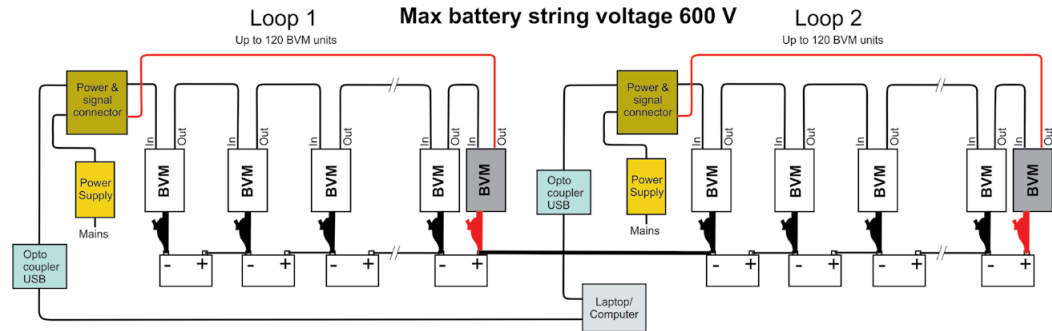 Loop 1
Max battery string voltage 600 V
Loop 2
Up to 120 BVM units
Up to 120 BVM units
Power &
signal
connector
In
Out
In
Out
In
Out
In
Out
In
Out
BVM
BVM
BVM
BVM
BVM
Power
Supply
Mains
Opto
coupler
USB
- +
- +
- +
- +
Power &
signal
connector
In
Out
In
Out
In
Out
In
Out
In
Out
BVM
BVM
BVM
BVM
BVM
Opto
coupler
USB
Power
Supply
Mains
- +
- +
- +
- +
Laptop/
Computer